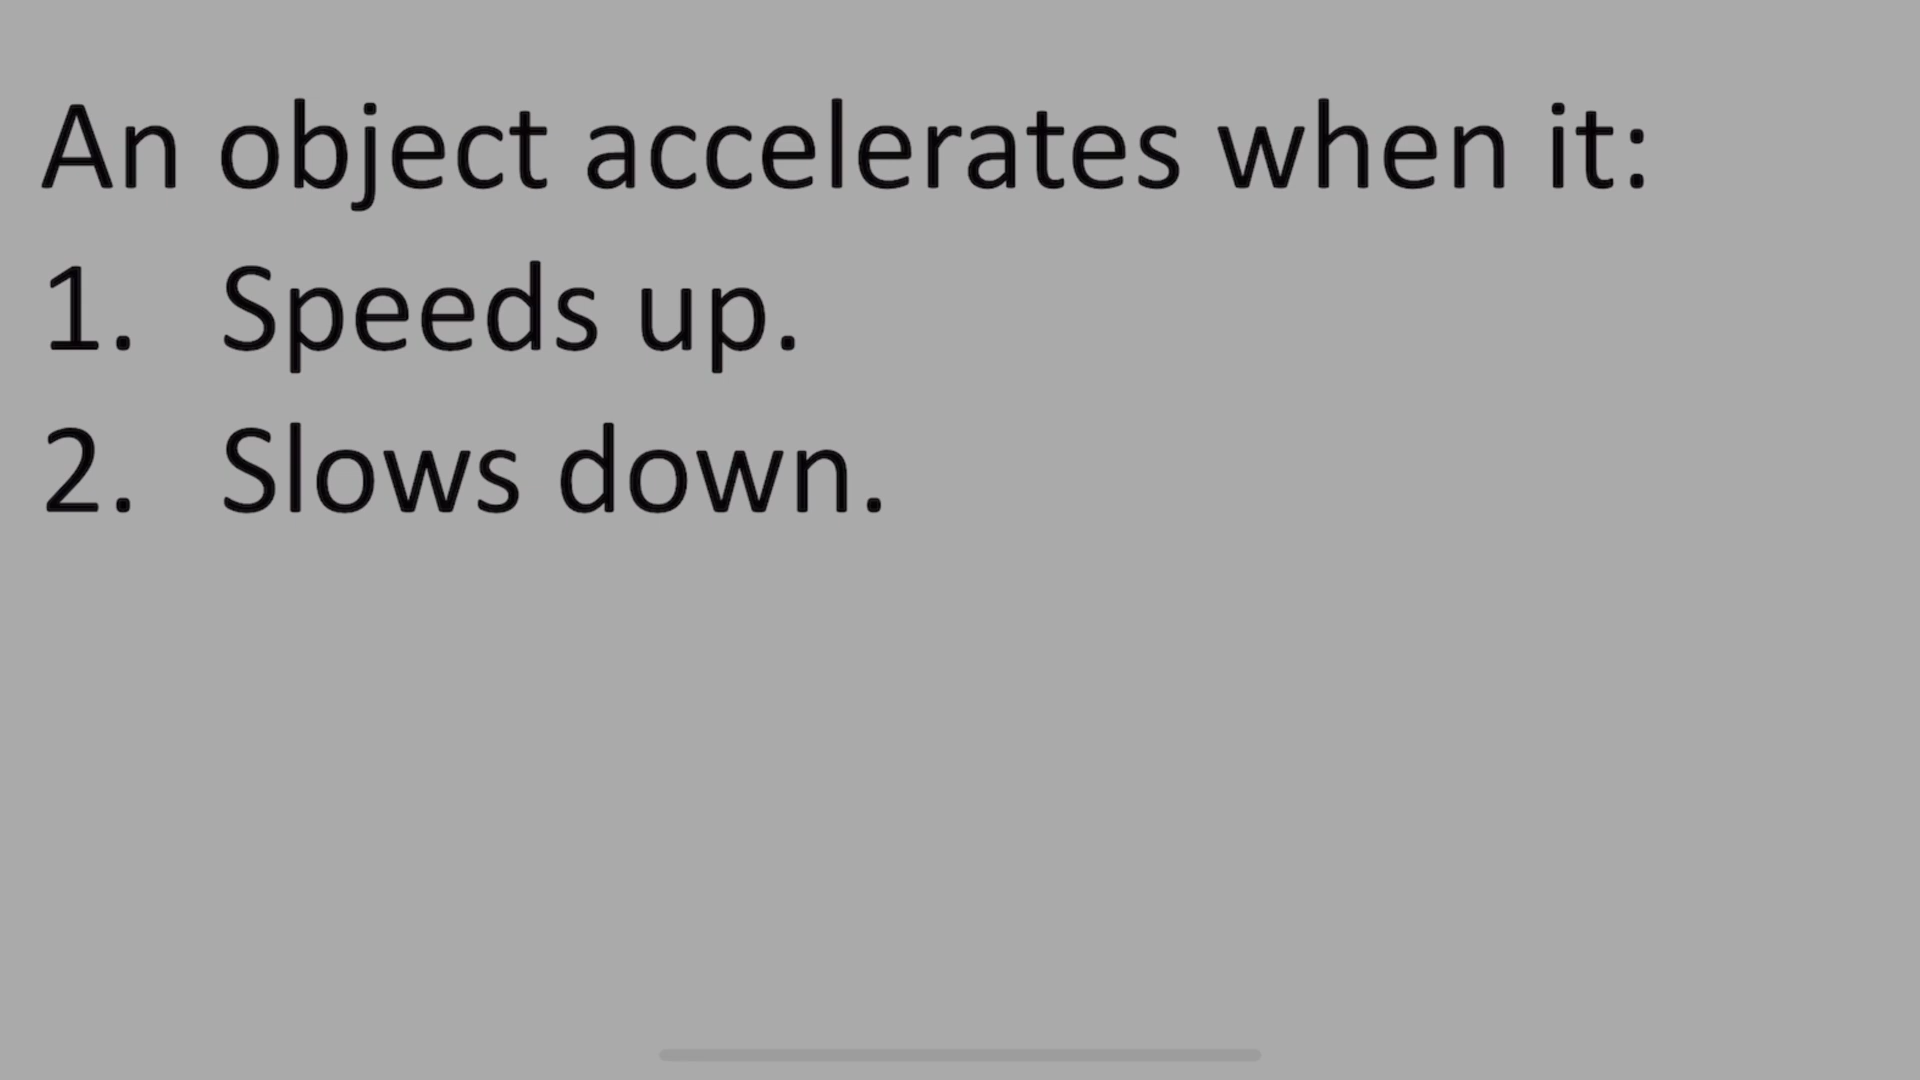 An object accelerates when it:
1. Speeds up.
2. Slows down.